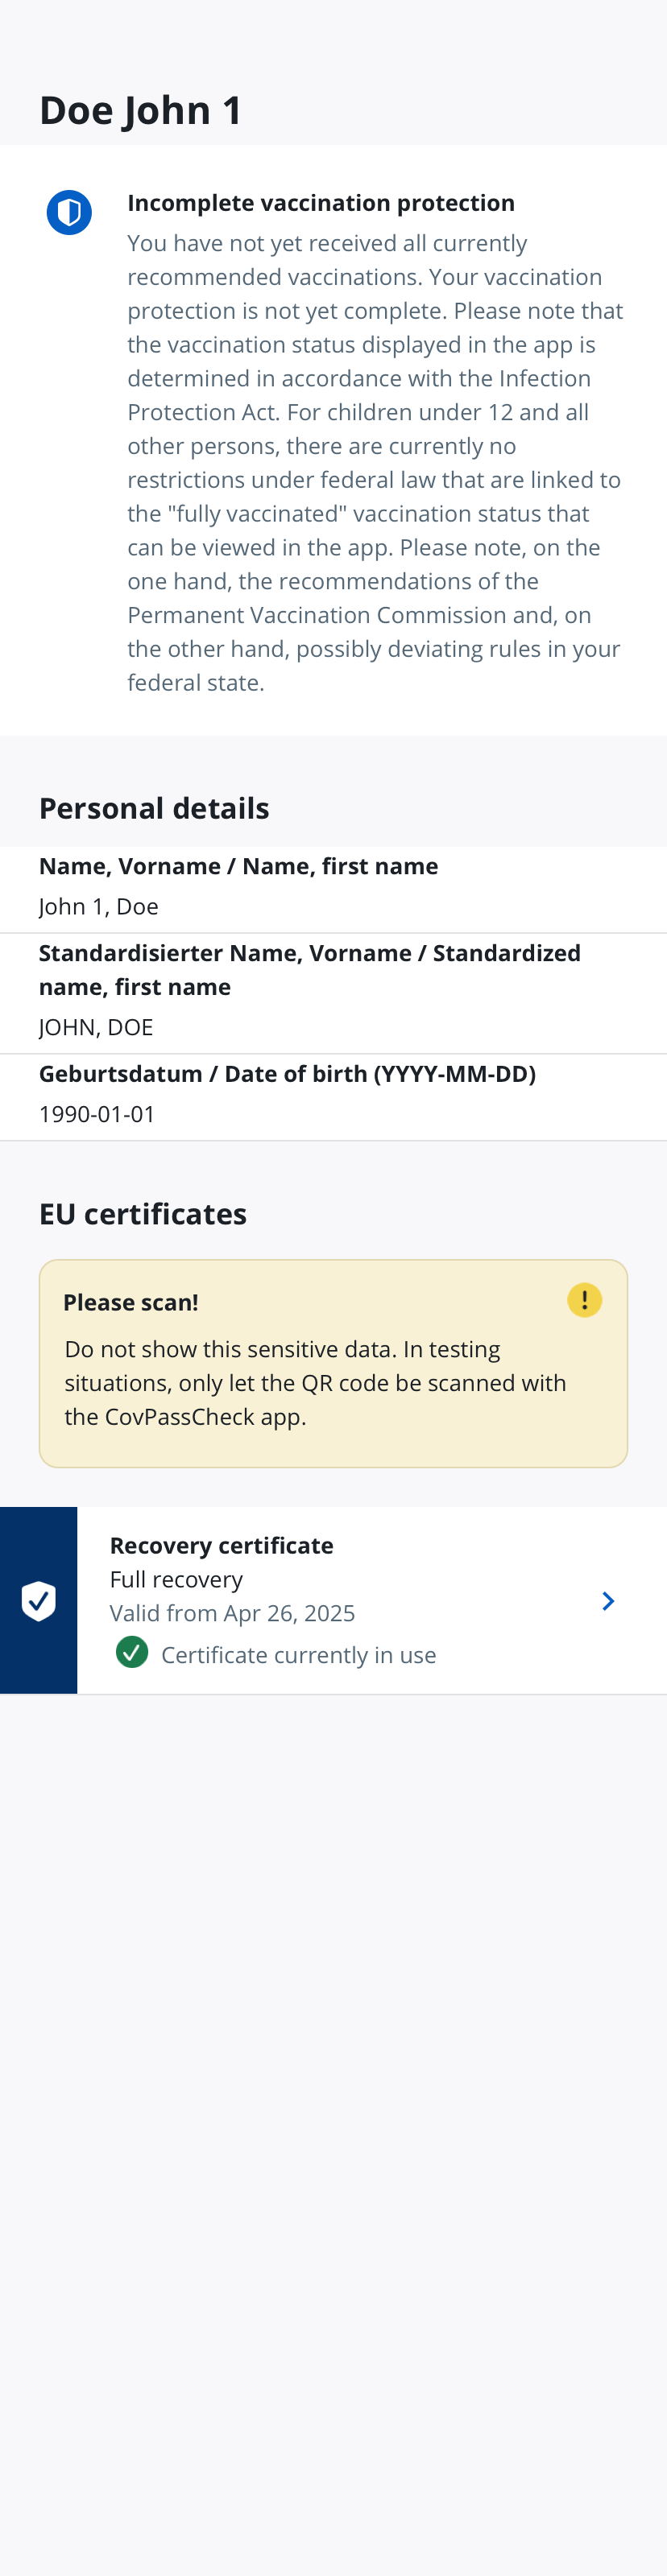 Doe John 1
Incomplete vaccination protection
You have not yet received all currently
recommended vaccinations. Your vaccination
protection is not yet complete. Please note that
the vaccination status displayed in the app is
determined in accordance with the Infection
Protection Act. For children under 12 and all
other persons, there are currently no
restrictions under federal law that are linked to
the "fully vaccinated" vaccination status that
can be viewed in the app. Please note, on the
one hand, the recommendations of the
Permanent Vaccination Commission and, on
the other hand, possibly deviating rules in your
federal state.
Personal details
Name, Vorname / Name, first name
John 1, Doe
Standardisierter Name, Vorname / Standardized
name, first name
JOHN, DOE
Geburtsdatum / Date of birth (YYYY-MM-DD)
1990-01-01
EU certificates
Please scan!
Do not show this sensitive data. In testing
situations, only let the QR code be scanned with
the CovPassCheck app.
Recovery certificate
Full recovery
Valid from Apr 26, 2025
Certificate currently in use